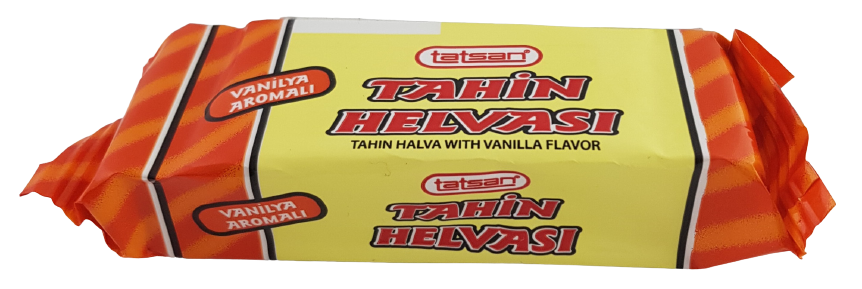 tatsan
VANİLYA
AROMALI
TAHİN
HELVASI
TAHIN HALVA WITH VANILLA FLAVOR
tatsan
VANİLYA
AROMALI
TAHİN
HELVASI